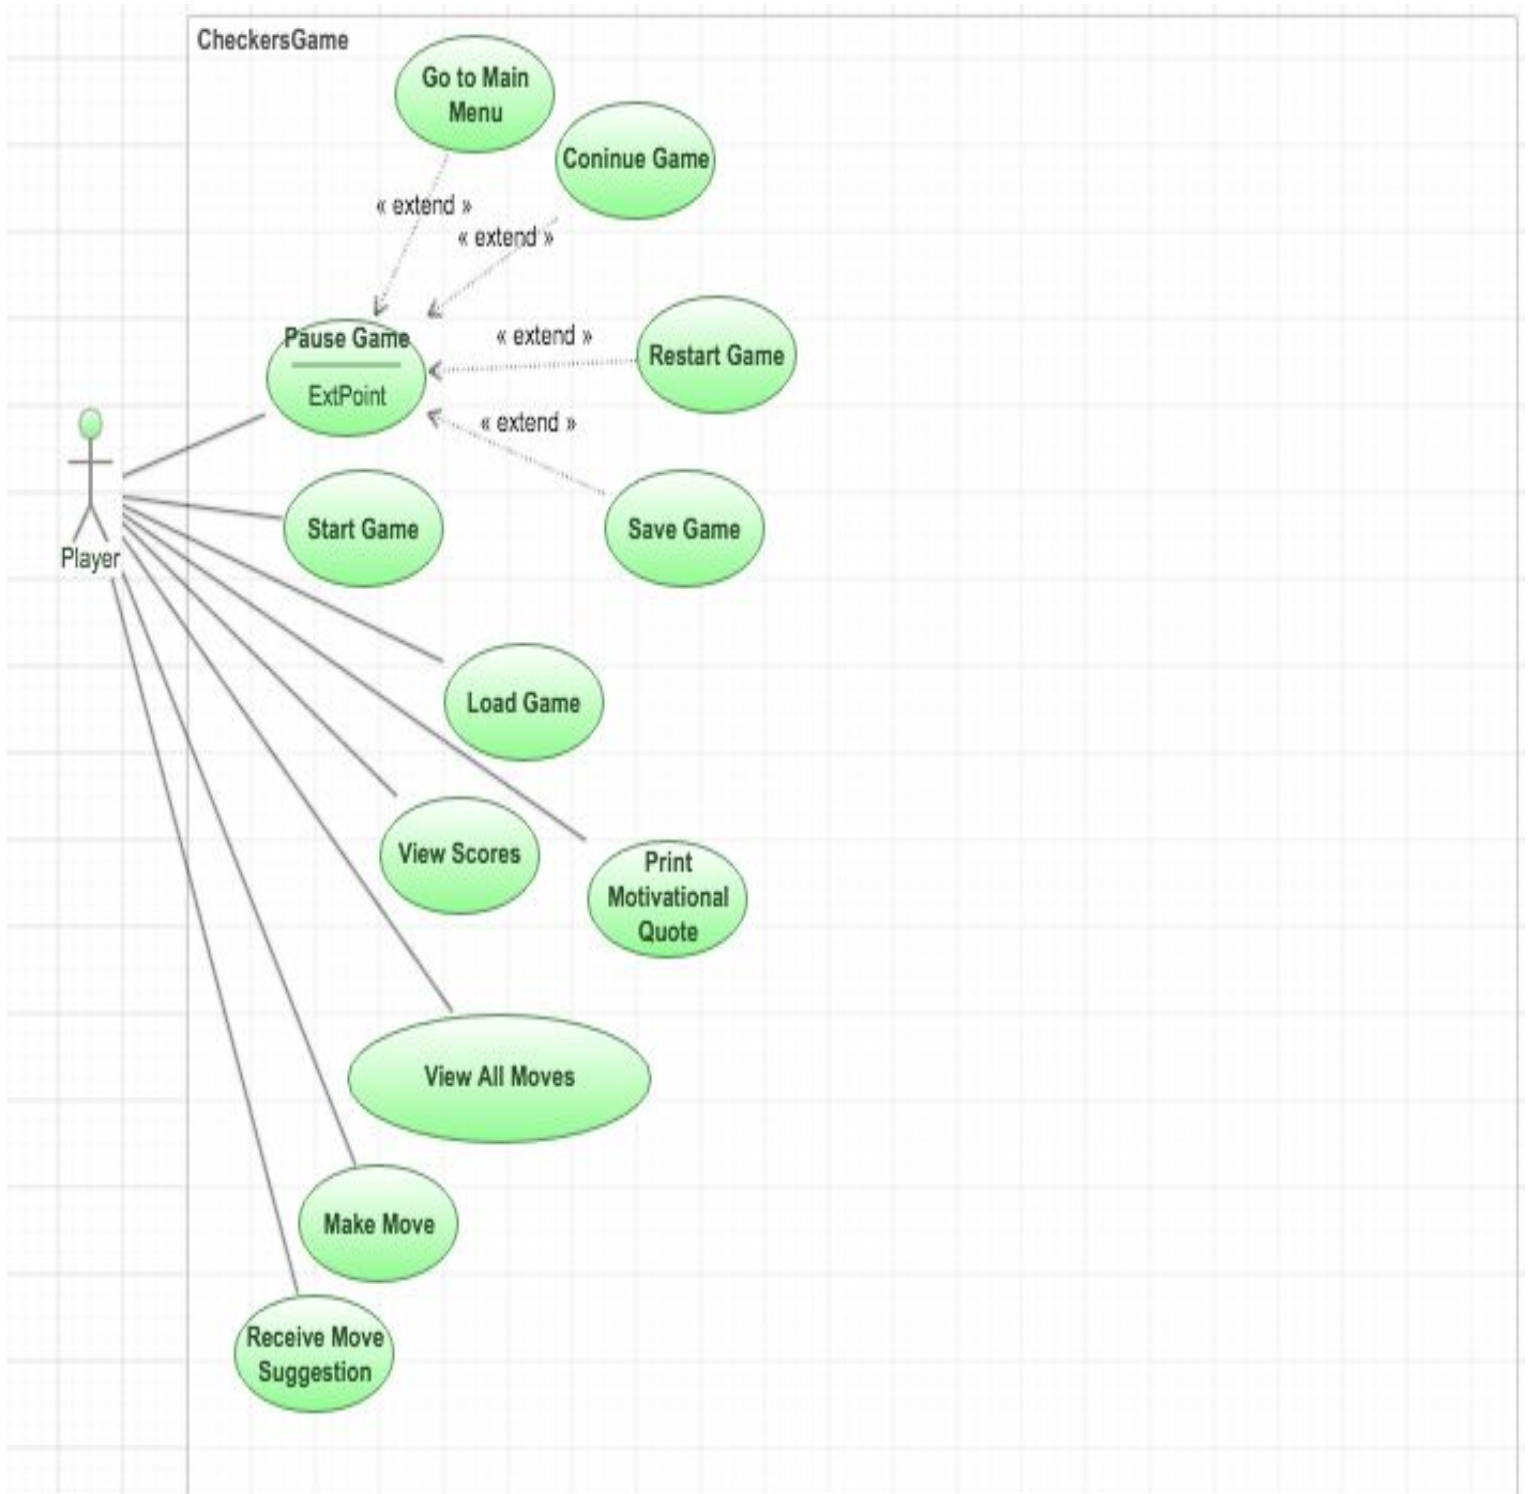 CheckersGame
Go to Main
Menu
Coninue Game
« extend »
« extend »
Pause Game
ExtPoint
« extend »
Restart Game
« extend »
Player
Start Game
Save Game
Load Game
View Scores
Print
Motivational
Quote
View All Moves
Make Move
Receive Move
Suggestion